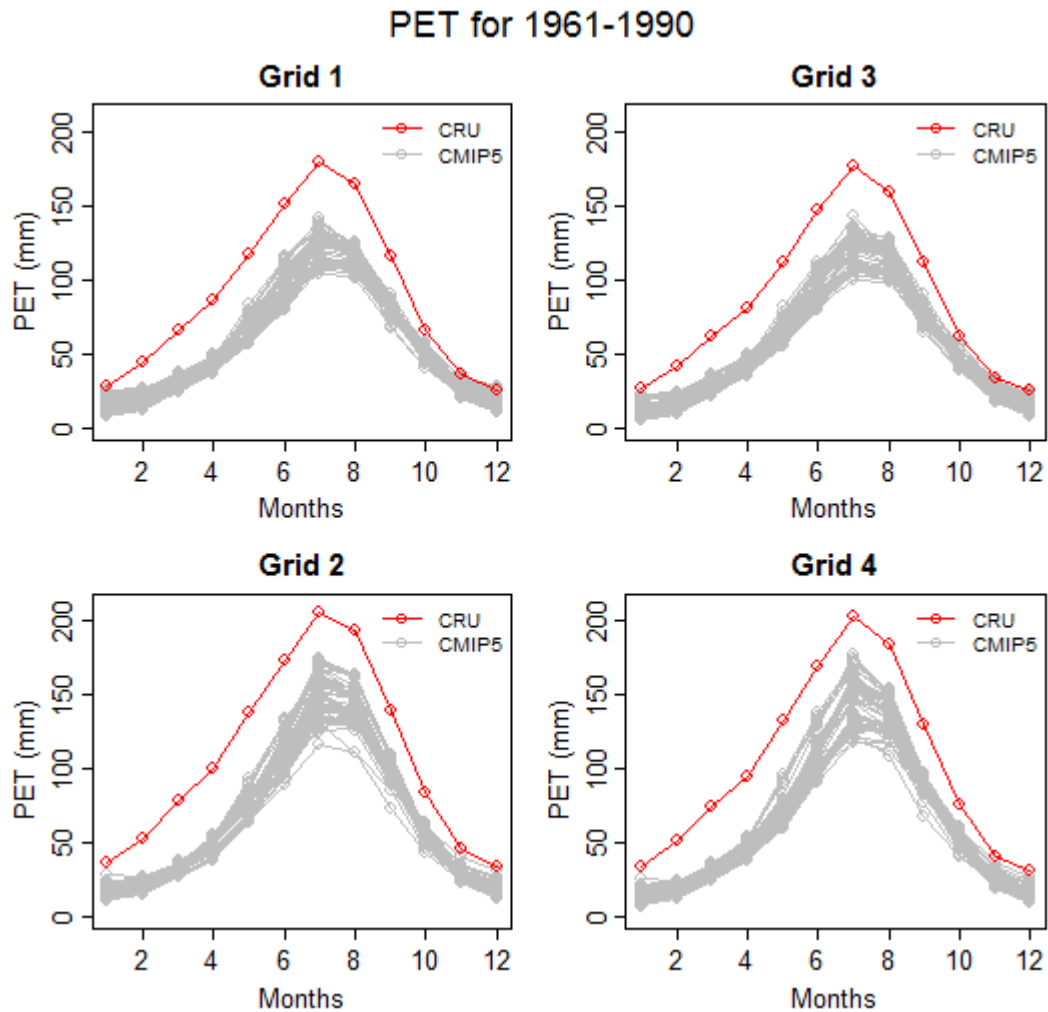 PET for 1961-1990
Grid 1
PET (mm)
200
150
100
50
0
CRU
CMIP5
2 4 6 8 10 12
Months
Grid 3
PET (mm)
200
150
100
50
0
CRU
CMIP5
2 4 6 8 10 12
Months
Grid 2
PET (mm)
200
150
100
50
0
CRU
CMIP5
2 4 6 8 10 12
Months
Grid 4
PET (mm)
200
150
100
50
0
CRU
CMIP5
2 4 6 8 10 12
Months